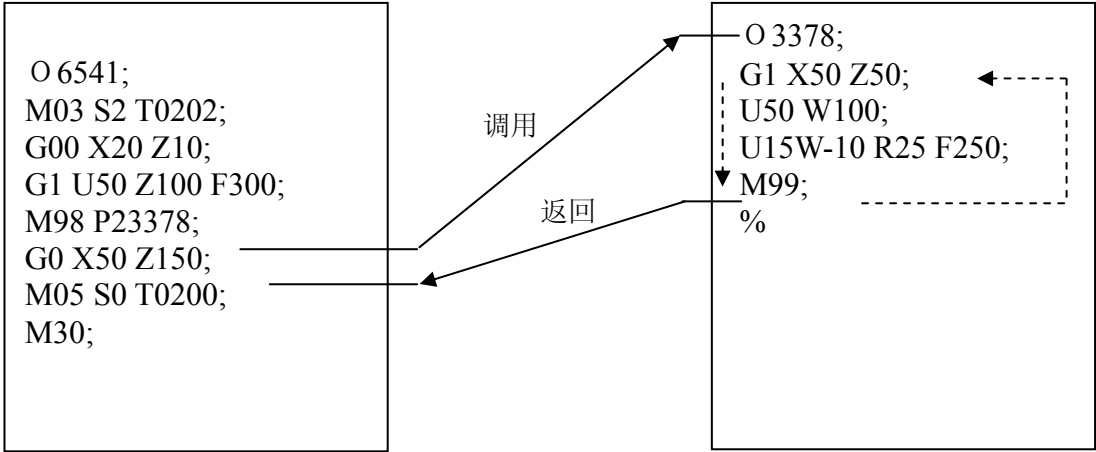 O 6541;
M03 S2 T0202;
G00 X20 Z10;
G1 U50 Z100 F300;
M98 P23378;
G0 X50 Z150;
M05 S0 T0200;
M30;
调用
返回
O 3378;
G1 X50 Z50;
U50 W100;
U15W-10 R25 F250;
M99;
%